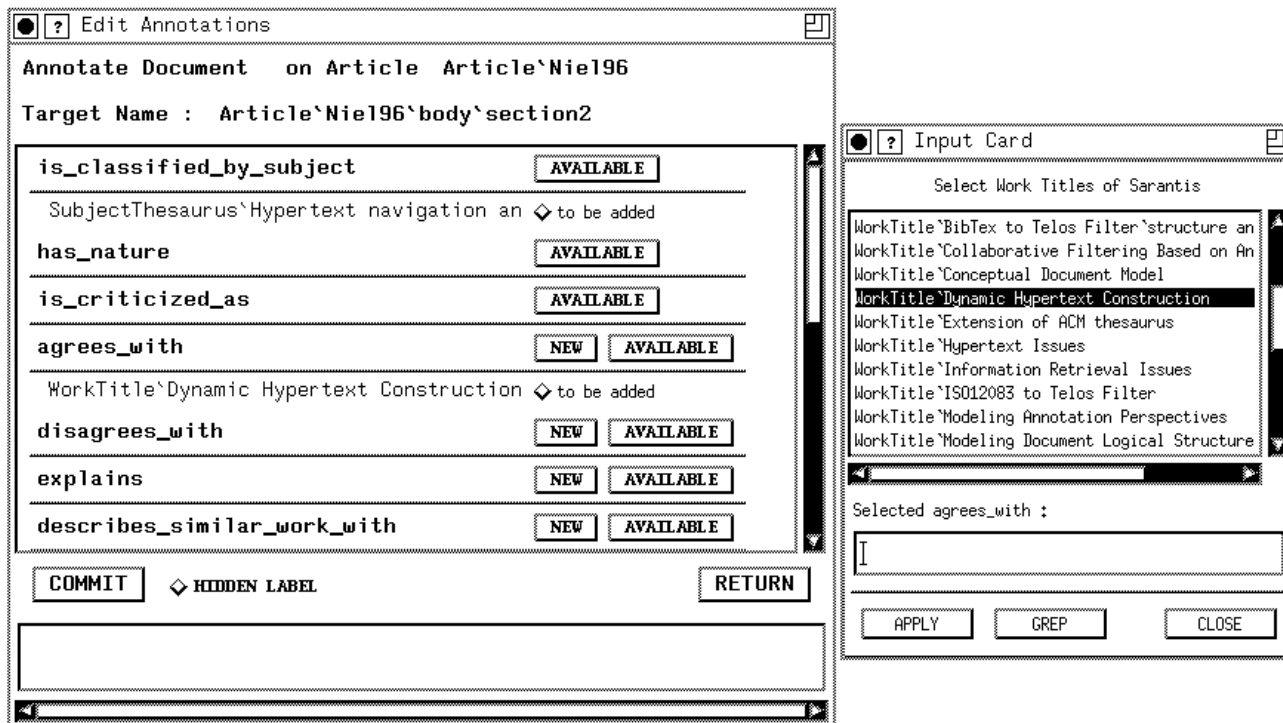 ? Edit Annotations
Annotate Document on Article Article`Niel96
Target Name : Article`Niel96`body`section2
is_classified_by_subject AVAILABLE
SubjectThesaurus`Hypertext navigation an to be added
has_nature AVAILABLE
is_criticized_as AVAILABLE
agrees_with NEW AVAILABLE
WorkTitle`Dynamic Hypertext Construction to be added
disagrees_with NEW AVAILABLE
explains NEW AVAILABLE
describes_similar_work_with NEW AVAILABLE
COMMIT HIDDEN LABEL RETURN
? Input Card
Select Work Titles of Sarantis
WorkTitle`BibTex to Telos Filter`structure an
WorkTitle`Collaborative Filtering Based on An
WorkTitle`Conceptual Document Model
WorkTitle`Dynamic Hypertext Construction
WorkTitle`Extension of ACM thesaurus
WorkTitle`Hypertext Issues
WorkTitle`Information Retrieval Issues
WorkTitle`ISO12083 to Telos Filter
WorkTitle`Modeling Annotation Perspectives
WorkTitle`Modeling Document Logical Structure
Selected agrees_with :
APPLY GREP CLOSE